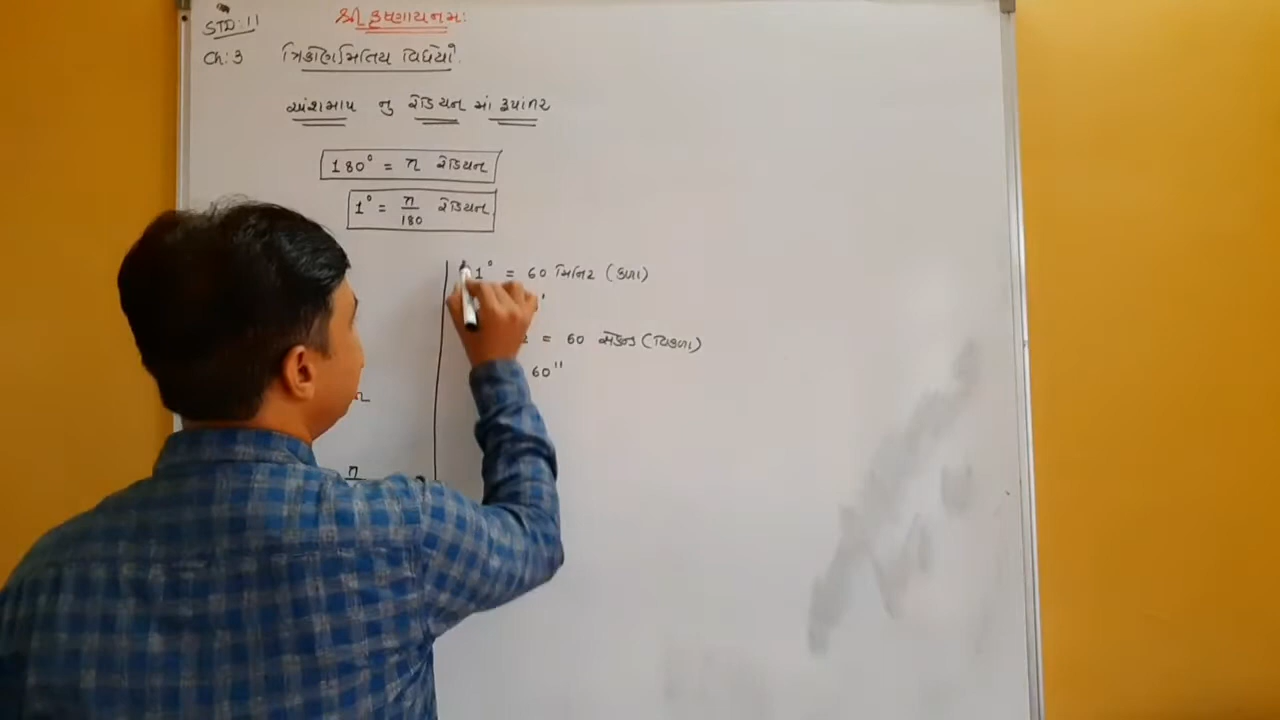 STD: 11
શ્રી કૃષ્ણાય નમઃ
Ch: 3 ત્રિકોણમિતિય વિધેયો.
અંશમાપ નુ રેડિયન માં રૂપાંતર
180° = π રેડિયન
1° = π/180 રેડિયન
1° = 60 મિનિટ (કળા)
= 60 સેકન્ડ (વિકળા)
60''
π